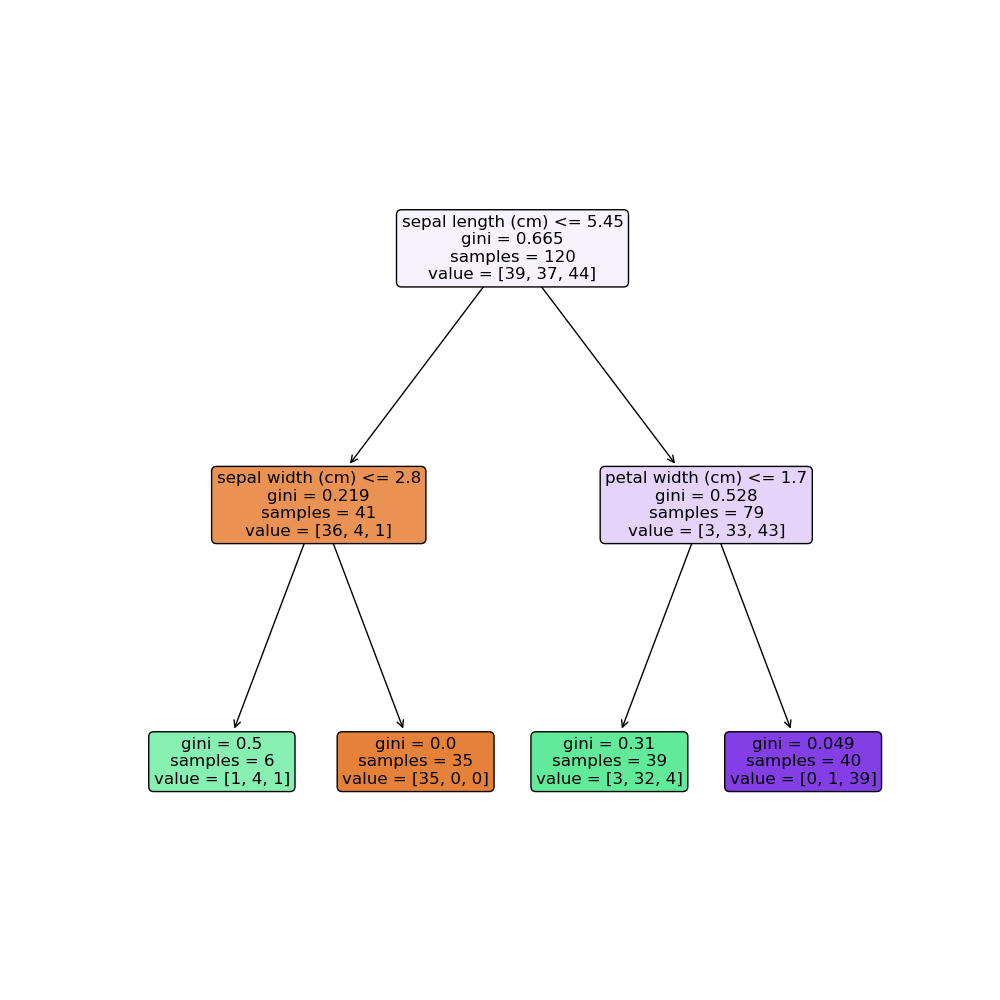 sepal length (cm) <= 5.45
gini = 0.665
samples = 120
value = [39, 37, 44]
sepal width (cm) <= 2.8
gini = 0.219
samples = 41
value = [36, 4, 1]
petal width (cm) <= 1.7
gini = 0.528
samples = 79
value = [3, 33, 43]
gini = 0.5
samples = 6
value = [1, 4, 1]
gini = 0.0
samples = 35
value = [35, 0, 0]
gini = 0.31
samples = 39
value = [3, 32, 4]
gini = 0.049
samples = 40
value = [0, 1, 39]